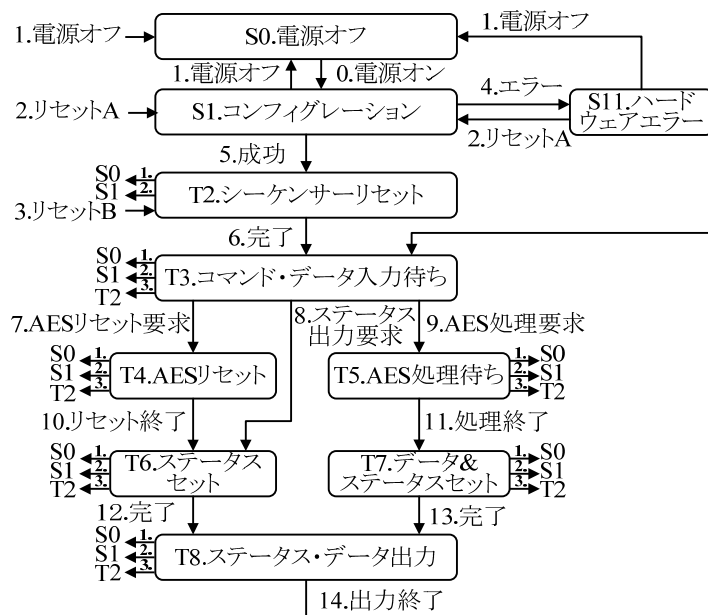 1.電源オフ
S0.電源オフ
1.電源オフ
1.電源オフ
0.電源オン
2.リセットA
S1.コンフィグレーション
4.エラー
2.リセットA
S11.ハード
ウェアエラー
5.成功
S0
1.
S1
2.
T2.シーケンサーリセット
3.リセットB
6.完了
S0
1.
S1
2.
T2
3.
T3.コマンド・データ入力待ち
7.AESリセット要求
8.ステータス
出力要求
9.AES処理要求
S0
1.
S1
2.
T2
3.
T4.AESリセット
T5.AES処理待ち
1.
S0
2.
S1
3.
T2
10.リセット終了
11.処理終了
S0
1.
S1
2.
T2
3.
T6.ステータス
セット
T7.データ&
ステータスセット
1.
S0
2.
S1
3.
T2
12.完了
13.完了
S0
1.
S1
2.
T2
3.
T8.ステータス・データ出力
14.出力終了